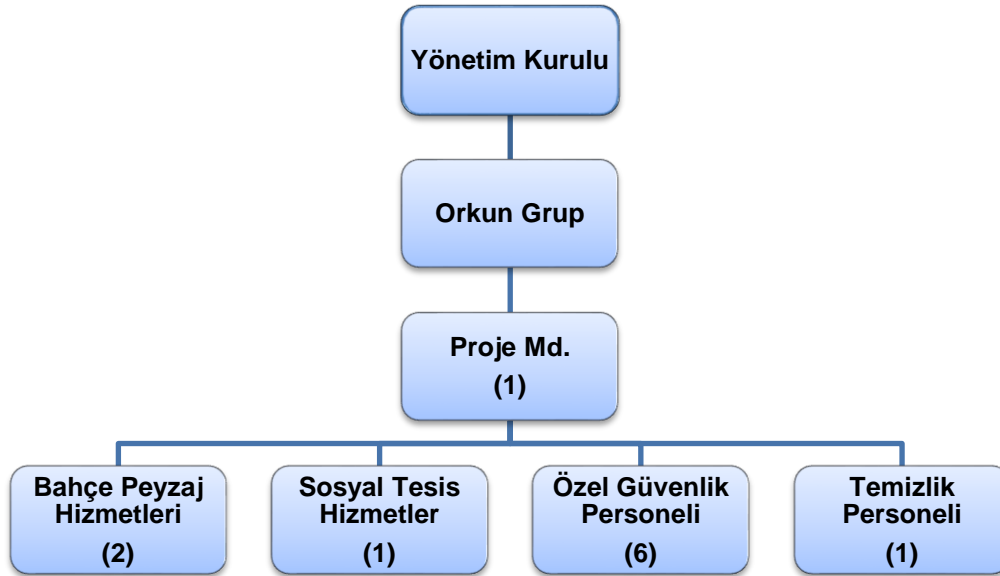 Yönetim Kurulu
Orkun Grup
Proje Md.
(1)
Bahçe Peyzaj
Hizmetleri
(2)
Sosyal Tesis
Hizmetler
(1)
Özel Güvenlik
Personeli
(6)
Temizlik
Personeli
(1)